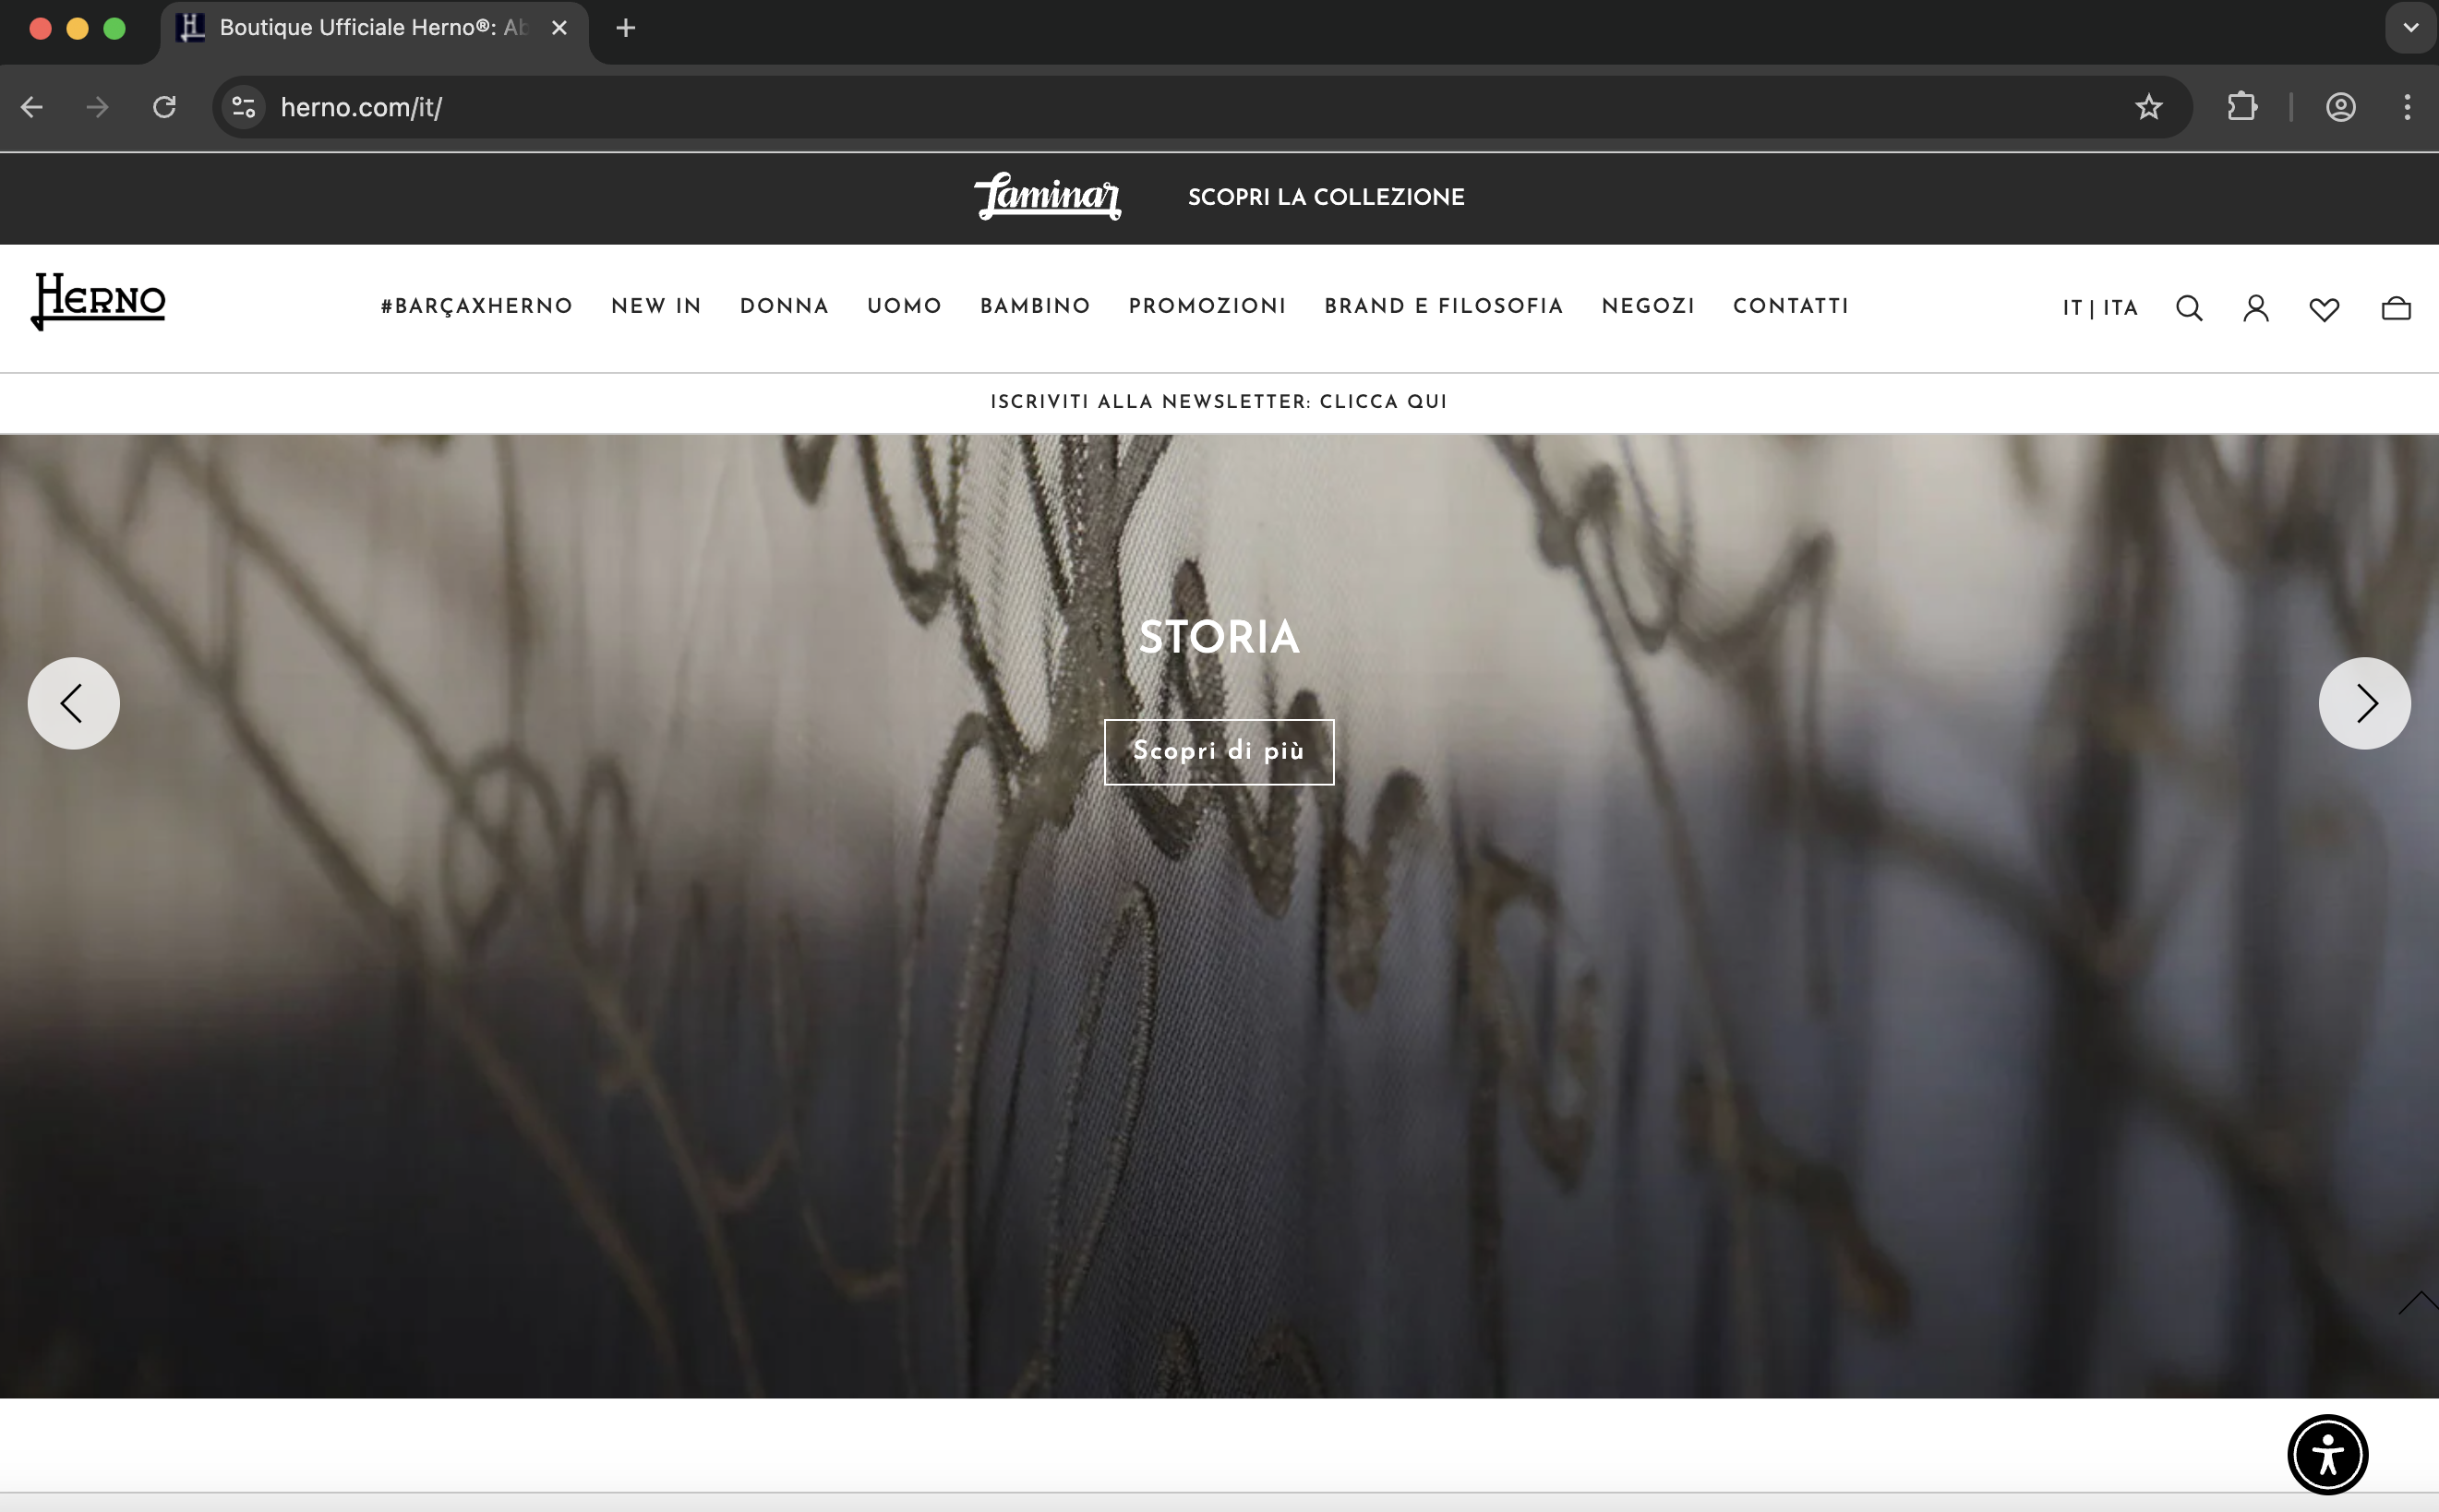 Boutique Ufficiale Herno®: Ab
herno.com/it/
Laminar SCOPRI LA COLLEZIONE
HERNO #BARÇAXHERNO NEW IN DONNA UOMO BAMBINO PROMOZIONI BRAND E FILOSOFIA NEGOZI CONTATTI IT | ITA
ISCRIVITI ALLA NEWSLETTER: CLICCA QUI
STORIA
Scopri di più